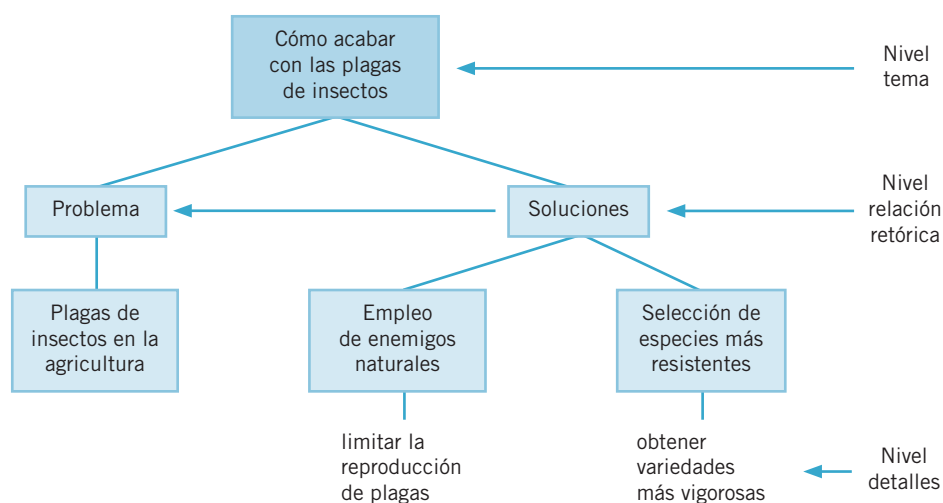 Cómo acabar
con las plagas
de insectos
Nivel
tema
Problema
Soluciones
Nivel
relación
retórica
Plagas de
insectos en la
agricultura
Empleo
de enemigos
naturales
Selección de
especies más
resistentes
limitar la
reproducción
de plagas
obtener
variedades
más vigorosas
Nivel
detalles